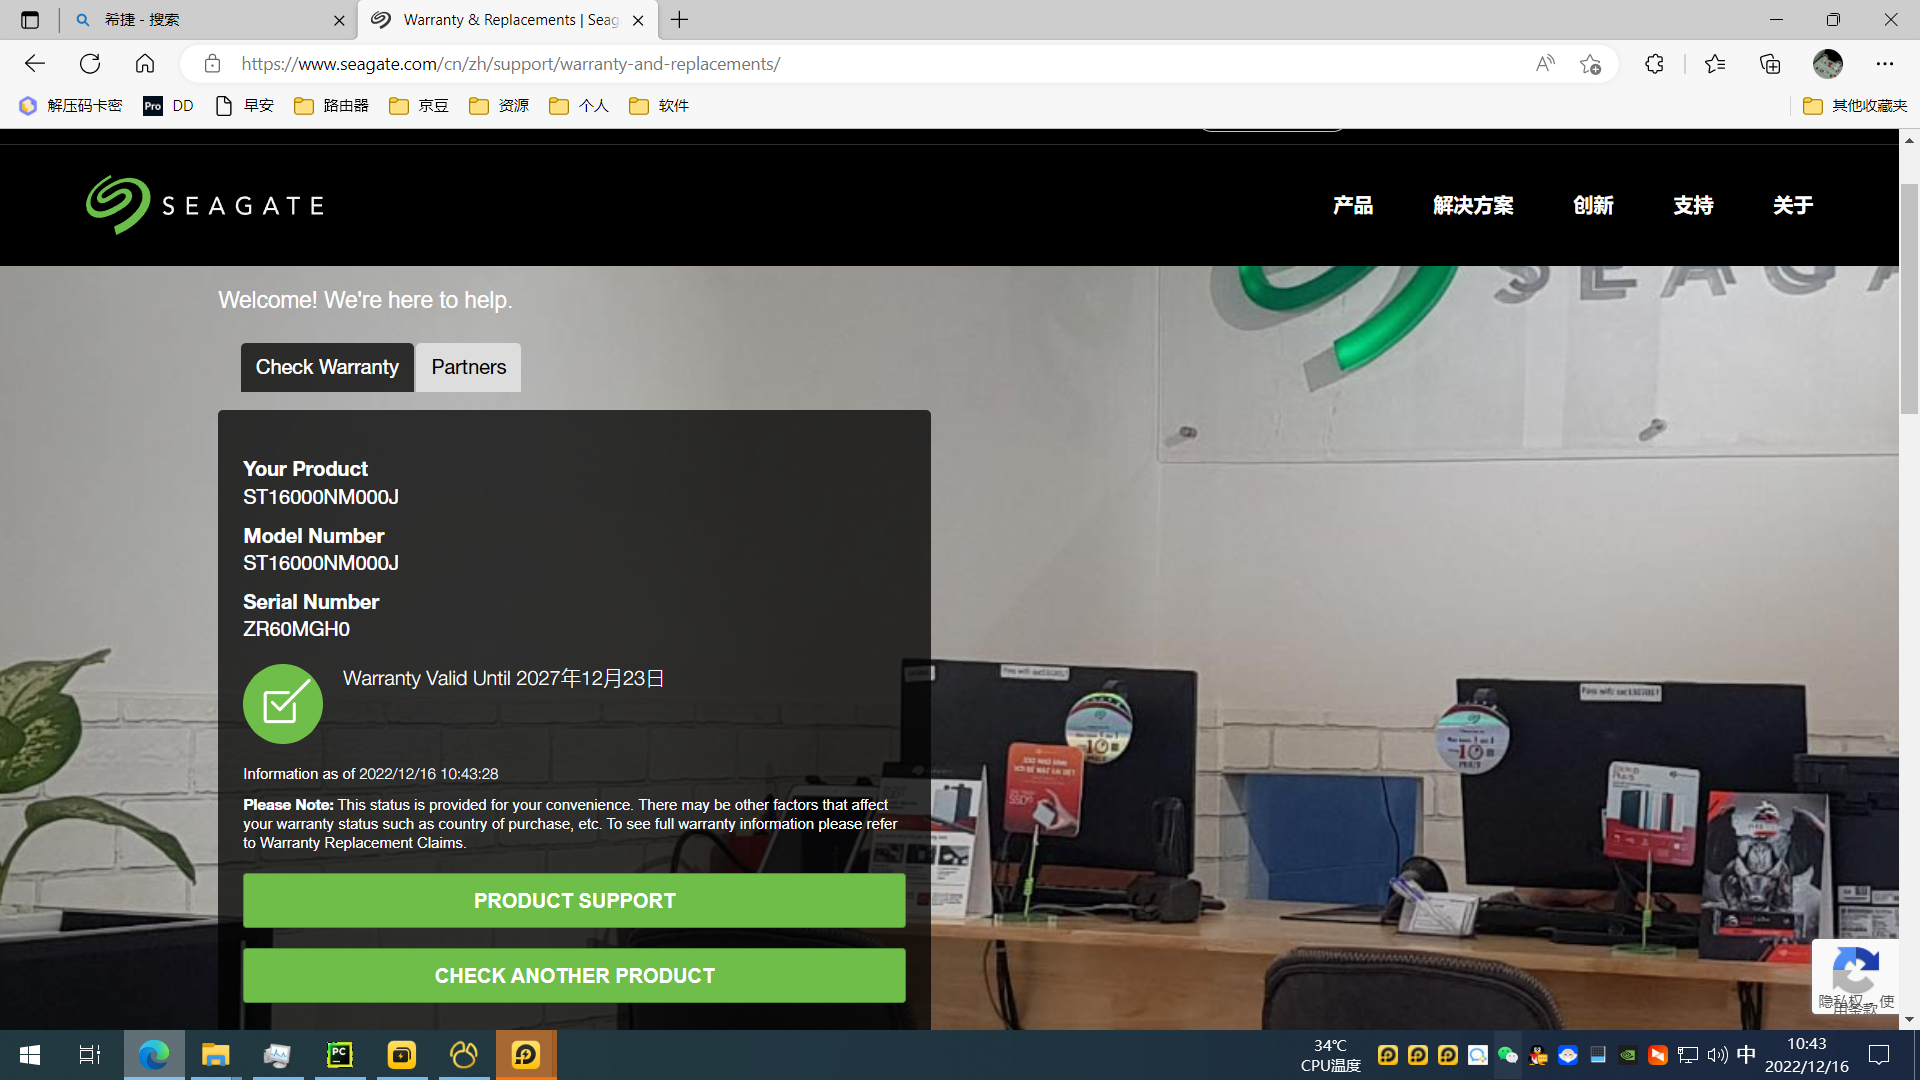 希捷 - 搜索
Warranty & Replacements | Seag
https://www.seagate.com/cn/zh/support/warranty-and-replacements/
解压码卡密
Pro DD
早安
路由器
京豆
资源
个人
软件
其他收藏夹
SEAGATE
产品
解决方案
创新
支持
关于
Welcome! We're here to help.
Check Warranty
Partners
Your Product
ST16000NM000J
Model Number
ST16000NM000J
Serial Number
ZR60MGH0
Warranty Valid Until 2027年12月23日
Information as of 2022/12/16 10:43:28
Please Note: This status is provided for your convenience. There may be other factors that affect
your warranty status such as country of purchase, etc. To see full warranty information please refer
to Warranty Replacement Claims.
PRODUCT SUPPORT
CHECK ANOTHER PRODUCT
隐私权 - 使
用条款
34℃
CPU温度
中
10:43
2022/12/16